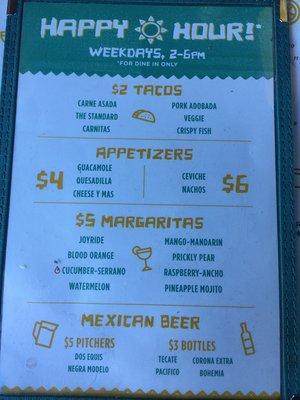 HAPPY HOUR!*
WEEKDAYS, 2-6PM
*FOR DINE IN ONLY
$2 TACOS
CARNE ASADA
THE STANDARD
CARNITAS
PORK ADOBADA
VEGGIE
CRISPY FISH
APPETIZERS
$4
GUACAMOLE
QUESADILLA
CHEESE Y MAS
CEVICHE
NACHOS
$6
$5 MARGARITAS
JOYRIDE
BLOOD ORANGE
CUCUMBER-SERRANO
WATERMELON
MANGO-MANDARIN
PRICKLY PEAR
RASPBERRY-ANCHO
PINEAPPLE MOJITO
MEXICAN BEER
$5 PITCHERS
DOS EQUIS
NEGRA MODELO
$3 BOTTLES
TECATE
PACIFICO
CORONA EXTRA
BOHEMIA